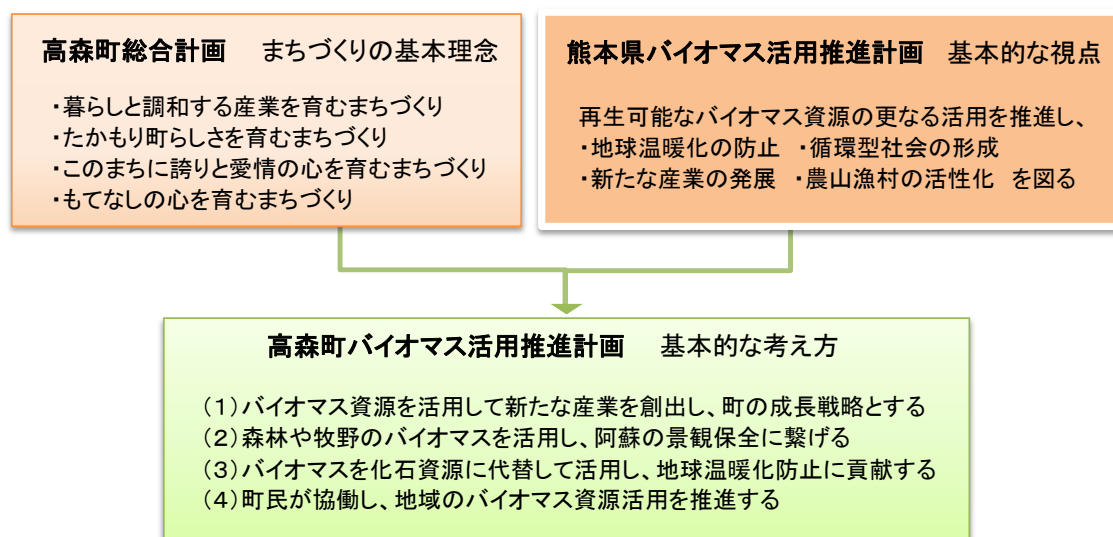 高森町総合計画　まちづくりの基本理念
・暮らしと調和する産業を育むまちづくり
・たかもり町らしさを育むまちづくり
・このまちに誇りと愛情の心を育むまちづくり
・もてなしの心を育むまちづくり
熊本県バイオマス活用推進計画　基本的な視点
再生可能なバイオマス資源の更なる活用を推進し、
・地球温暖化の防止　・循環型社会の形成
・新たな産業の発展　・農山漁村の活性化　を図る
高森町バイオマス活用推進計画　基本的な考え方
（１）バイオマス資源を活用して新たな産業を創出し、町の成長戦略とする
（２）森林や牧野のバイオマスを活用し、阿蘇の景観保全に繋げる
（３）バイオマスを化石資源に代替して活用し、地球温暖化防止に貢献する
（４）町民が協働し、地域のバイオマス資源活用を推進する